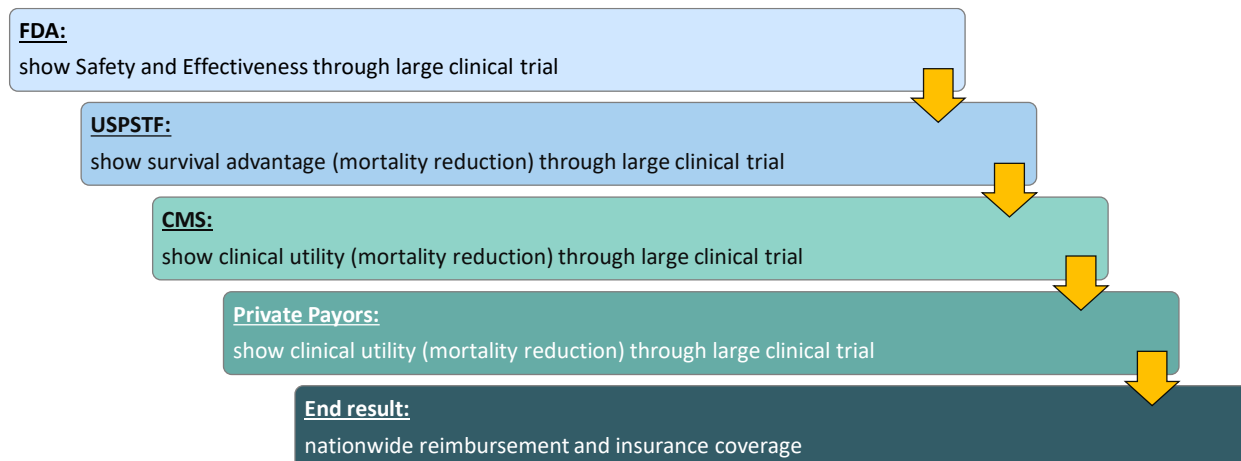 FDA:
show Safety and Effectiveness through large clinical trial
USPSTF:
show survival advantage (mortality reduction) through large clinical trial
CMS:
show clinical utility (mortality reduction) through large clinical trial
Private Payors:
show clinical utility (mortality reduction) through large clinical trial
End result:
nationwide reimbursement and insurance coverage